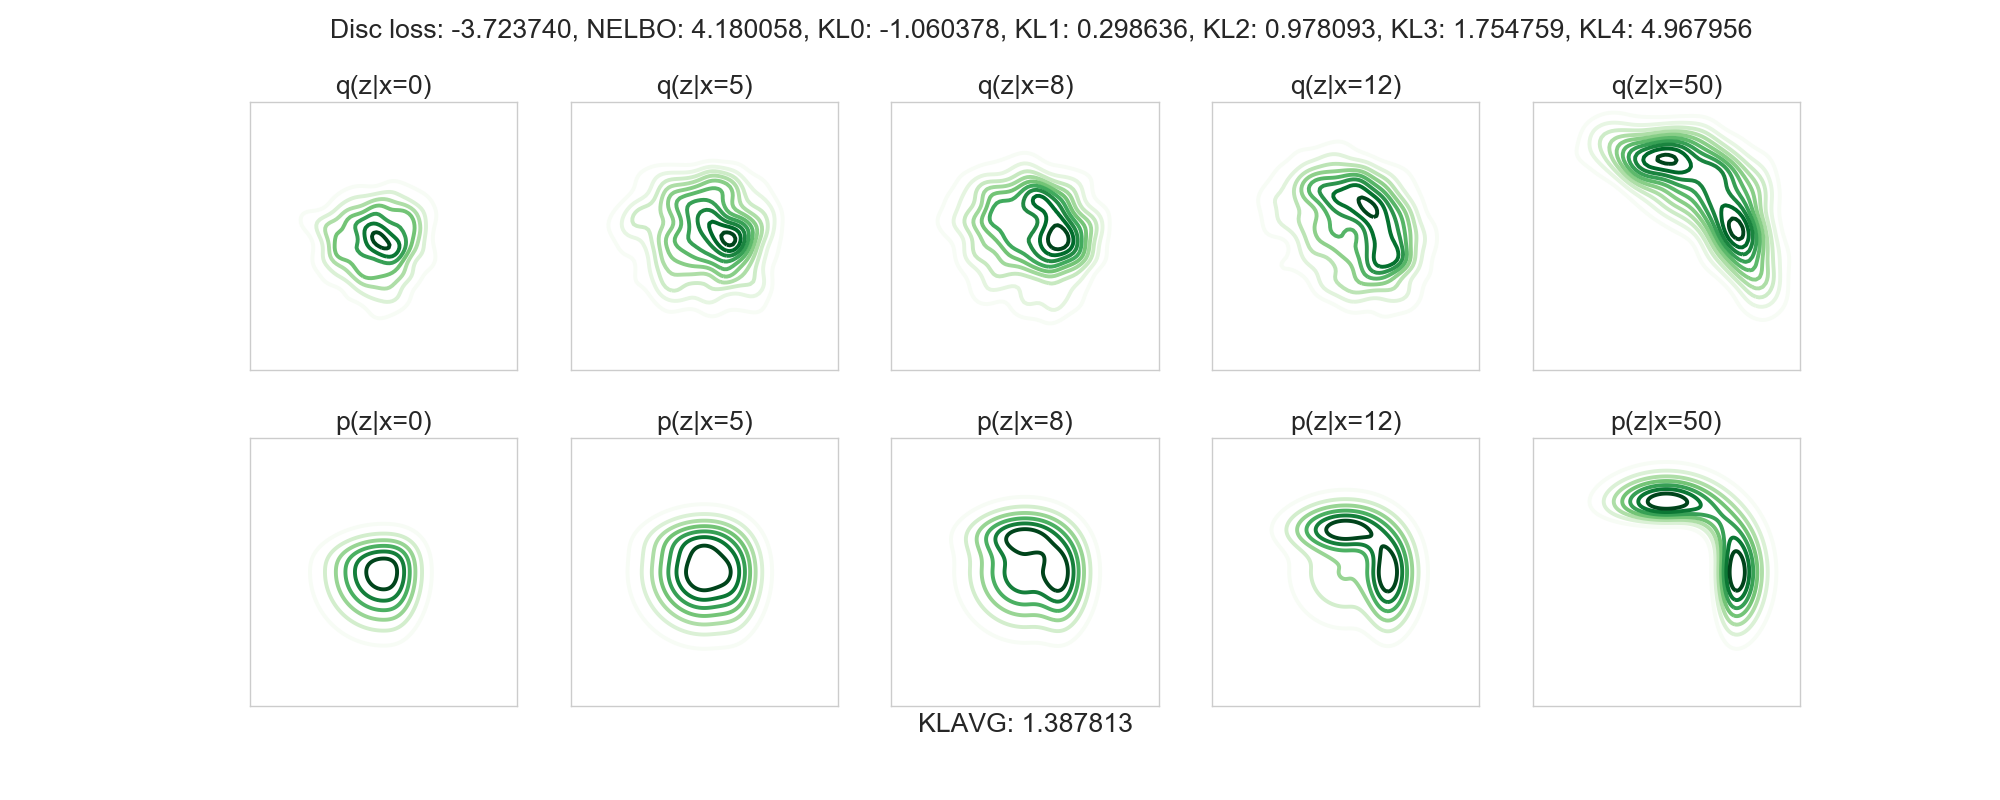 Disc loss: -3.723740, NELBO: 4.180058, KL0: -1.060378, KL1: 0.298636, KL2: 0.978093, KL3: 1.754759, KL4: 4.967956
q(z|x=0) q(z|x=5) q(z|x=8) q(z|x=12) q(z|x=50)
p(z|x=0) p(z|x=5) p(z|x=8) p(z|x=12) p(z|x=50)
KLAVG: 1.387813